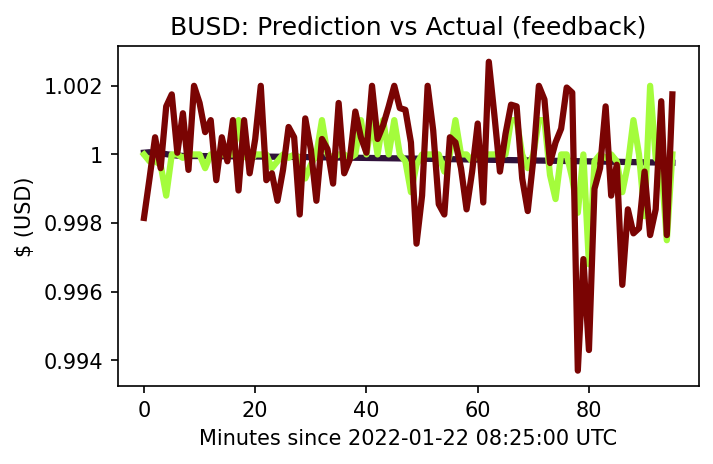 BUSD: Prediction vs Actual (feedback)
1.002
1
0.998
0.996
0.994
$ (USD)
0 20 40 60 80
Minutes since 2022-01-22 08:25:00 UTC